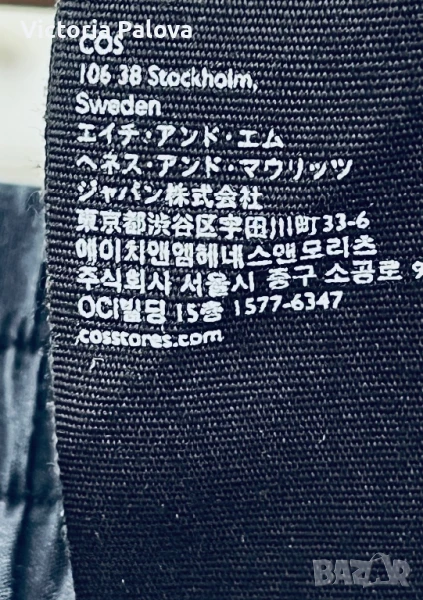 Victoria Palova
COS
106 38 Stockholm,
Sweden
エイチ・アンド・エム
ヘネス・アンド・マウリッツ
ジャパン株式会社
東京都渋谷区宇田川町33-6
에이치앤엠헤네스앤모리츠
주식회사 서울시 중구 소공로 9
OCI빌딩 15층 1577-6347
cosstores.com
BAZAR.bg